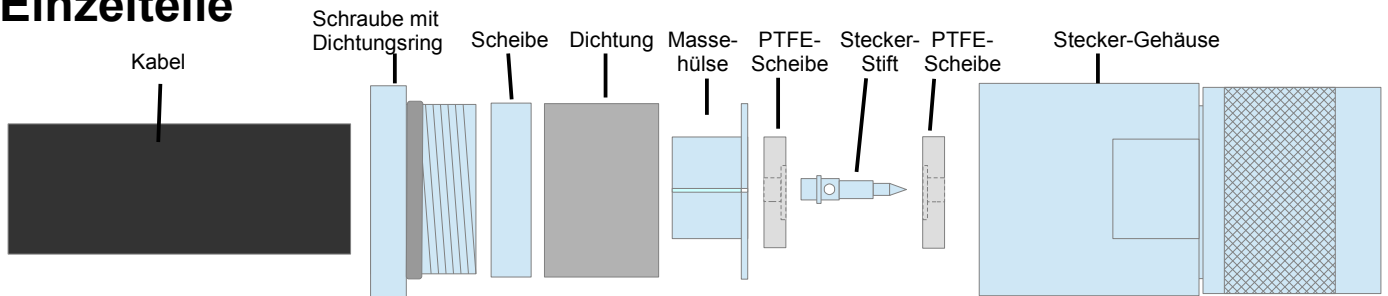 Einzelteile
Schraube mit
Dichtungsring
Kabel
Scheibe
Dichtung
Masse-
hülse
PTFE-
Scheibe
Stecker-
Stift
PTFE-
Scheibe
Stecker-Gehäuse